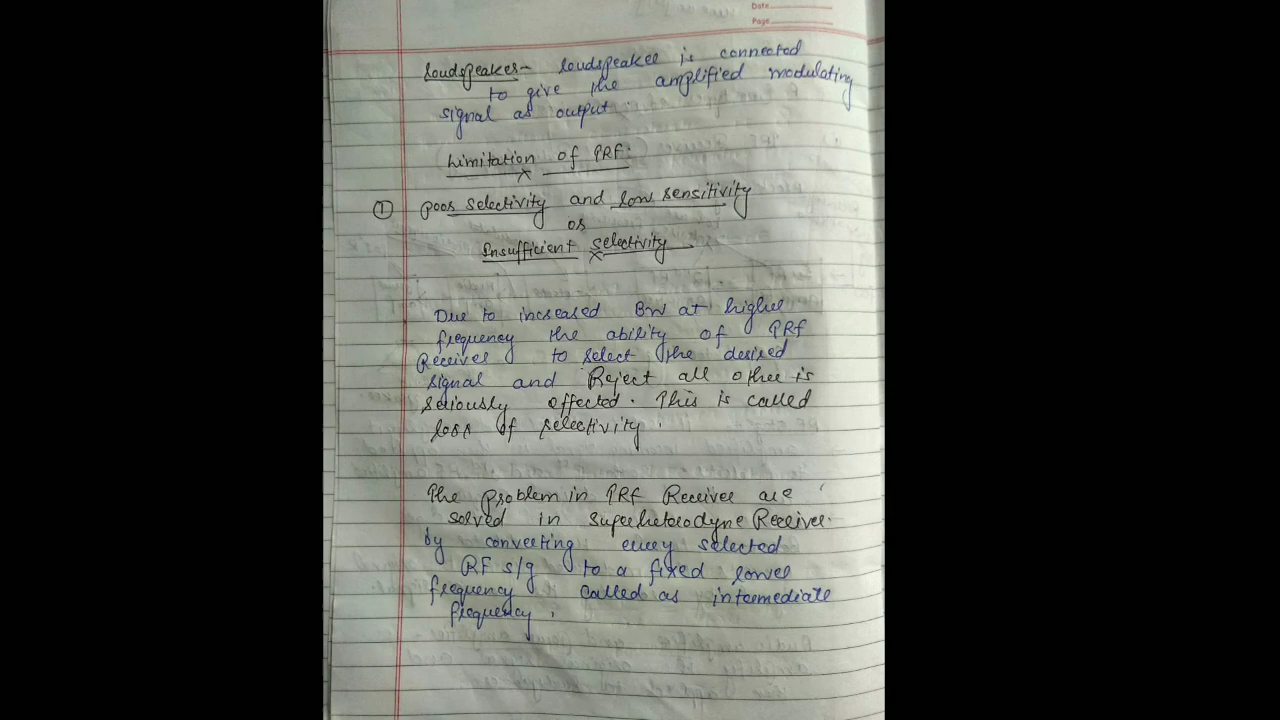 Date
Page
Loudspeaker - loudspeaker is connected
to give the amplified modulating
signal as output.
Limitation of TRF:
① Poor selectivity and low sensitivity
or
Insufficient selectivity
Due to increased BW at higher
frequency the ability of TRF
Receiver to select the desired
signal and Reject all other is
seriously affected. This is called
loss of selectivity.
The Problem in TRF Receiver are
solved in superheterodyne Receiver.
by converting every selected
RF s/g to a fixed lower
frequency called as intermediate
frequency.